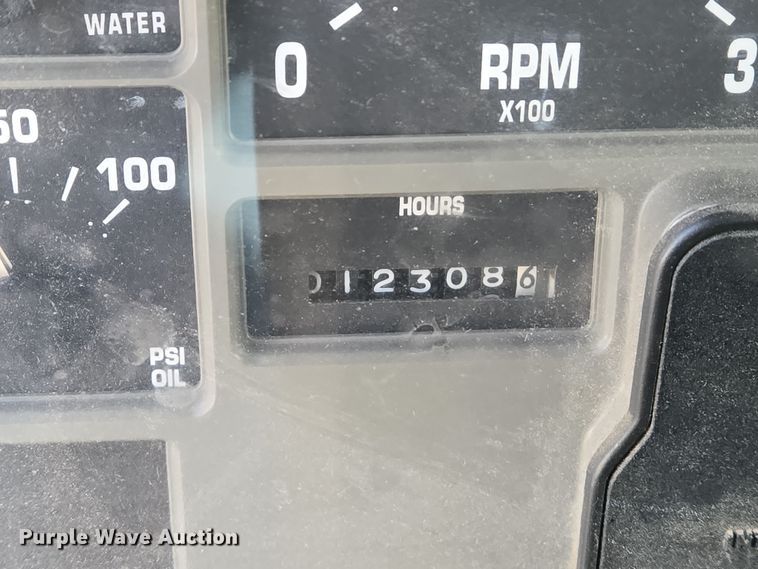 WATER
0
RPM
X100
3
50
100
HOURS
0123086
PSI
OIL
Purple Wave Auction